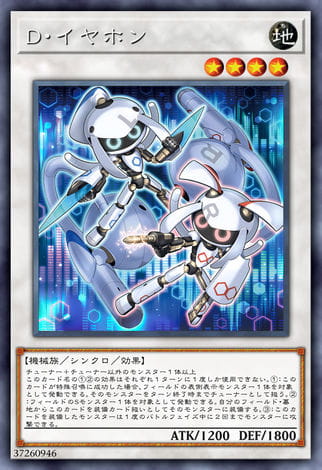 D・イヤホン
地
L
R
【機械族/シンクロ/効果】
チューナー+チューナー以外のモンスター1体以上
このカード名の①②の効果はそれぞれ1ターンに1度しか使用できない。①:このカ
ードが特殊召喚に成功した場合、フィールドの表側表示モンスター1体を対象
として発動できる。そのモンスターをターン終了時までチューナーとして扱う。②
:フィールドのSモンスター1体を対象として発動できる。自分のフィールド・墓
地からこのカードを装備カード扱いとしてそのモンスターに装備する。③:このカー
ドを装備したモンスターは1度のバトルフェイズ中に2回までモンスターに攻
撃できる。
ATK/1200 DEF/1800
37260946